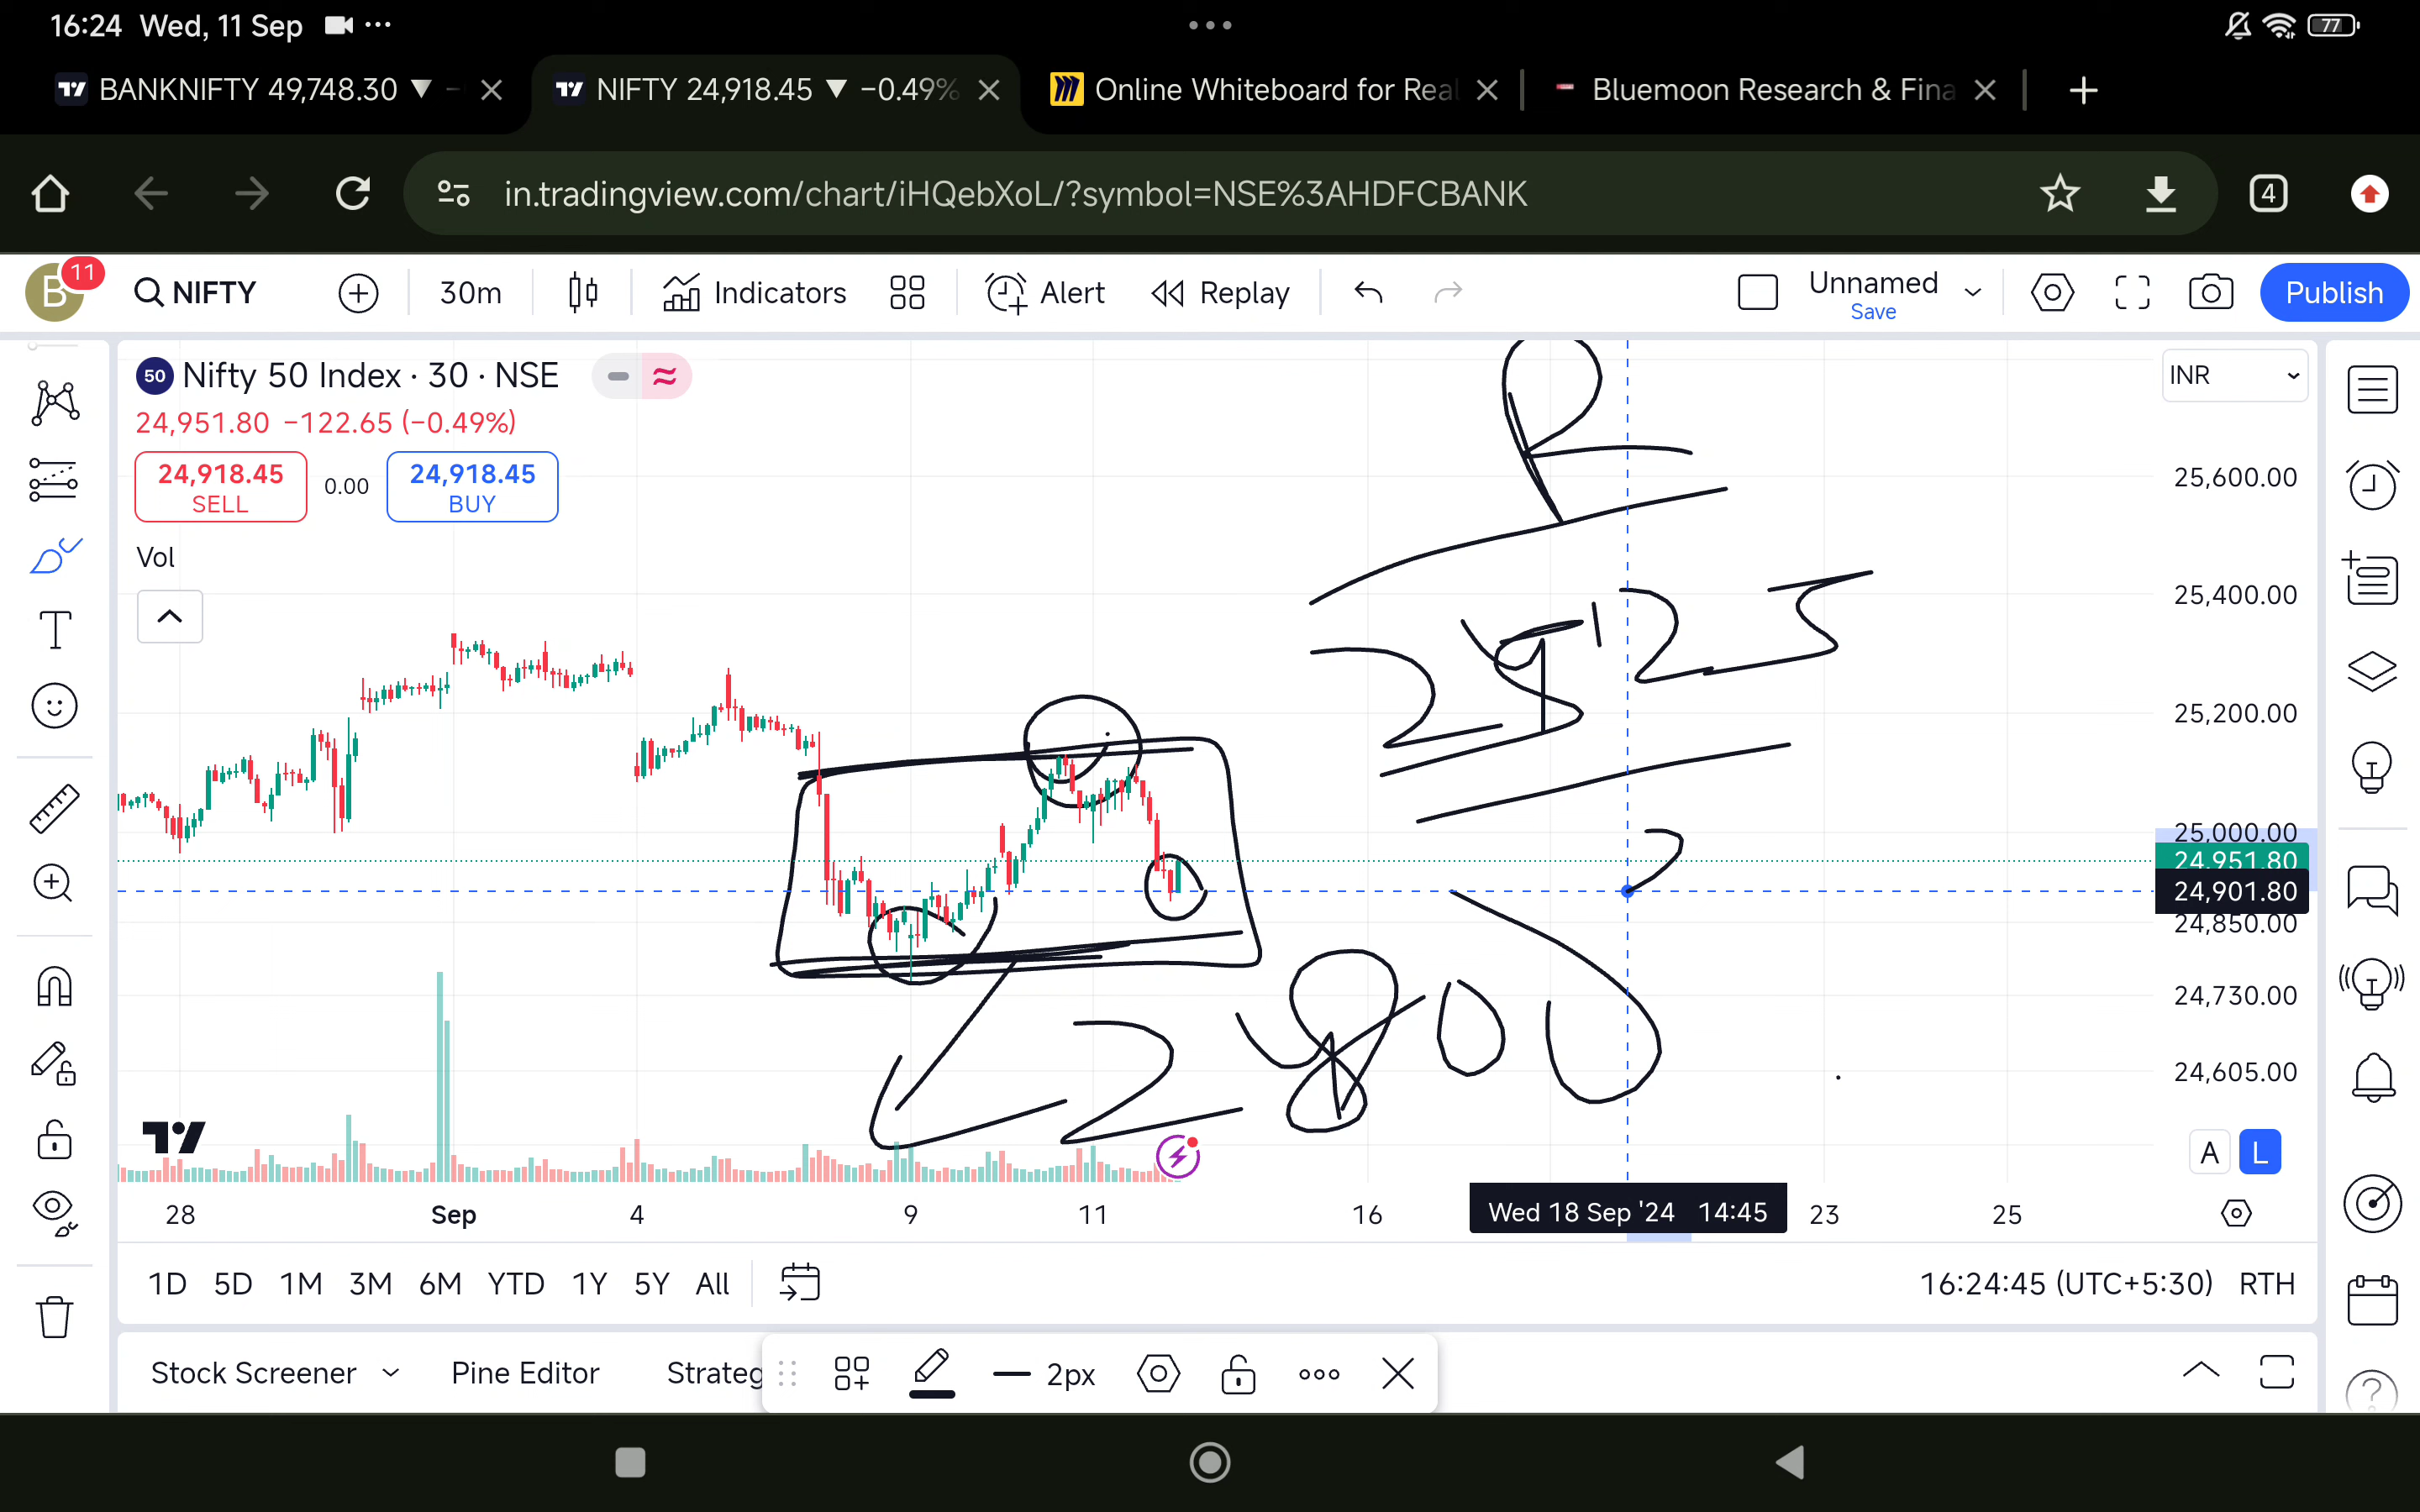 16:24 Wed, 11 Sep
77
BANKNIFTY 49,748.30 ▼ −
NIFTY 24,918.45 ▼ −0.49%
Online Whiteboard for Real
Bluemoon Research & Fina
in.tradingview.com/chart/iHQebXoL/?symbol=NSE%3AHDFCBANK
4
B 11
NIFTY
30m
Indicators
Alert
Replay
Unnamed
Save
Publish
50 Nifty 50 Index · 30 · NSE
24,951.80 −122.65 (−0.49%)
24,918.45
SELL
0.00
24,918.45
BUY
Vol
INR
R
24800
25,600.00
25,400.00
25,200.00
25,000.00
24,951.80
24,901.80
24,850.00
24,730.00
24,605.00
A L
28 Sep 4 9 11 16 Wed 18 Sep '24 14:45 23 25
1D 5D 1M 3M 6M YTD 1Y 5Y All
16:24:45 (UTC+5:30) RTH
Stock Screener
Pine Editor
Strateg
2px